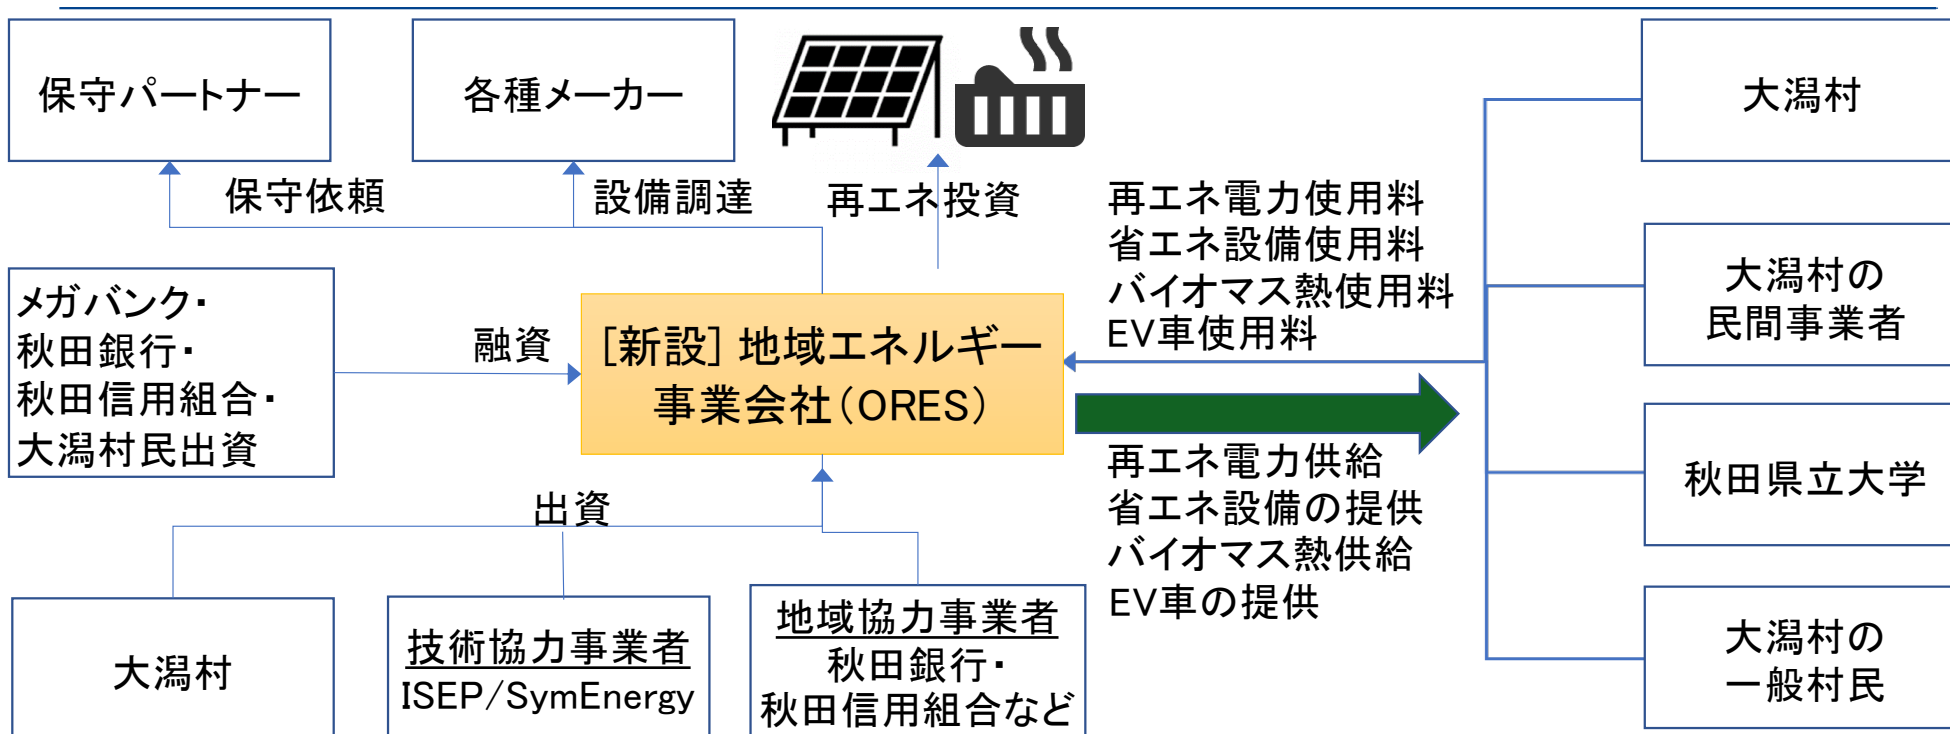 保守パートナー
各種メーカー
大潟村
保守依頼
設備調達
再エネ投資
再エネ電力使用料
省エネ設備使用料
バイオマス熱使用料
EV車使用料
大潟村の
民間事業者
メガバンク・
秋田銀行・
秋田信用組合・
大潟村民出資
融資
[新設] 地域エネルギー
事業会社(ORES)
再エネ電力供給
省エネ設備の提供
バイオマス熱供給
EV車の提供
秋田県立大学
出資
大潟村
技術協力事業者
ISEP/SymEnergy
地域協力事業者
秋田銀行・
秋田信用組合など
大潟村の
一般村民